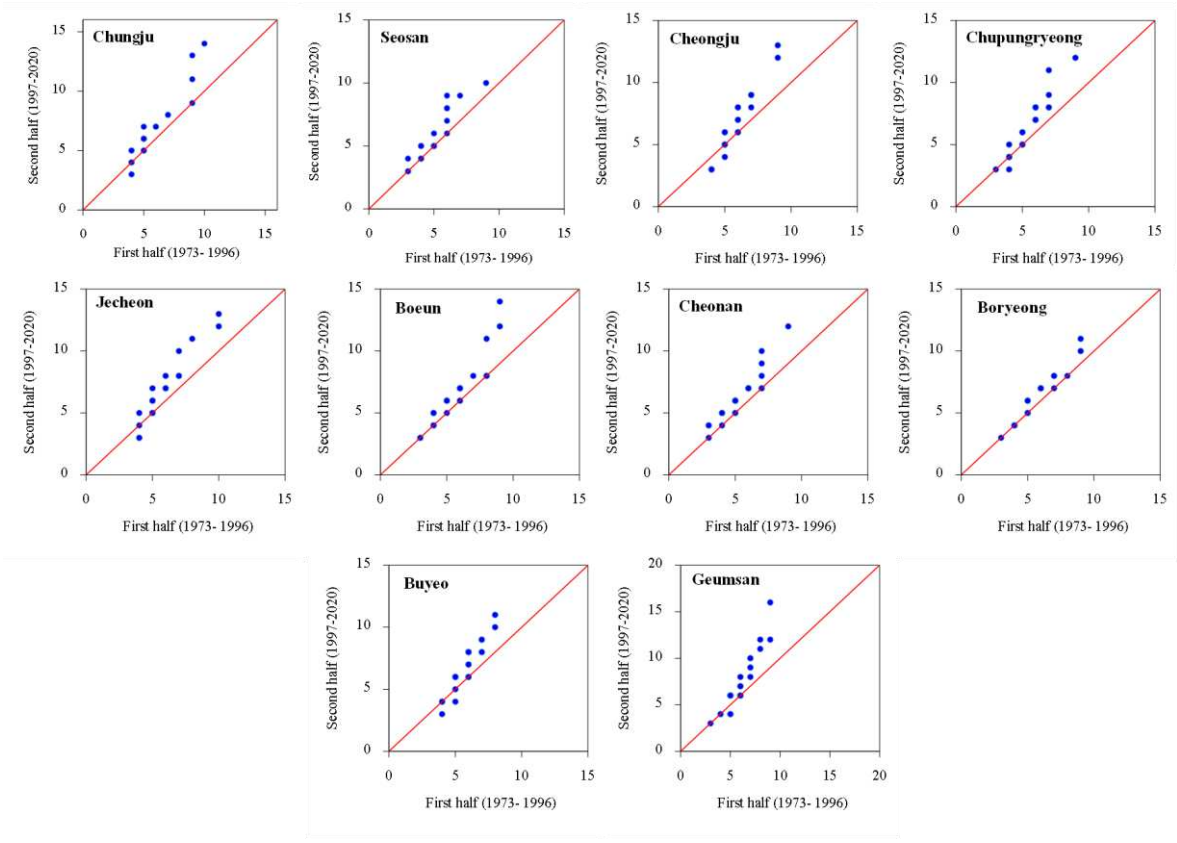 Chungju
15
10
5
0
Second half (1997-2020)
0 5 10 15
First half (1973- 1996)
Seosan
15
10
5
0
Second half (1997-2020)
0 5 10 15
First half (1973- 1996)
Cheongju
15
10
5
0
Second half (1997-2020)
0 5 10 15
First half (1973- 1996)
Chupungryeong
15
10
5
0
Second half (1997-2020)
0 5 10 15
First half (1973- 1996)
Jecheon
15
10
5
0
Second half (1997-2020)
0 5 10 15
First half (1973- 1996)
Boeun
15
10
5
0
Second half (1997-2020)
0 5 10 15
First half (1973- 1996)
Cheonan
15
10
5
0
Second half (1997-2020)
0 5 10 15
First half (1973- 1996)
Boryeong
15
10
5
0
Second half (1997-2020)
0 5 10 15
First half (1973- 1996)
Buyeo
15
10
5
0
Second half (1997-2020)
0 5 10 15
First half (1973- 1996)
Geumsan
20
15
10
5
0
Second half (1997-2020)
0 5 10 15 20
First half (1973- 1996)